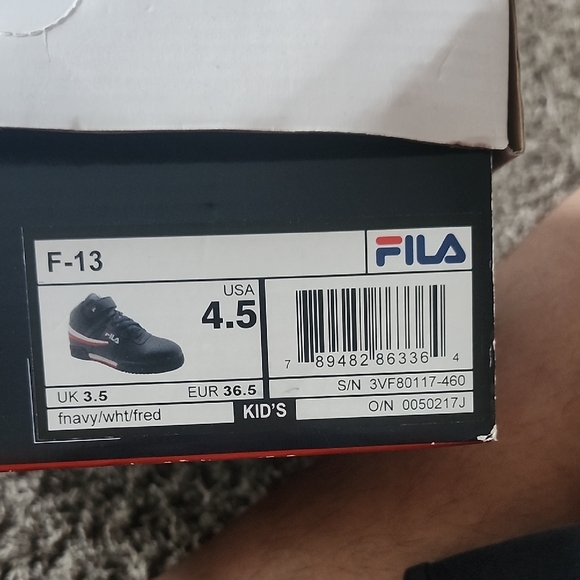 F-13
FILA
USA
4.5
FILA
UK 3.5 EUR 36.5
fnavy/wht/fred
KID'S
7 89482 86336 4
S/N 3VF80117-460
O/N 0050217J